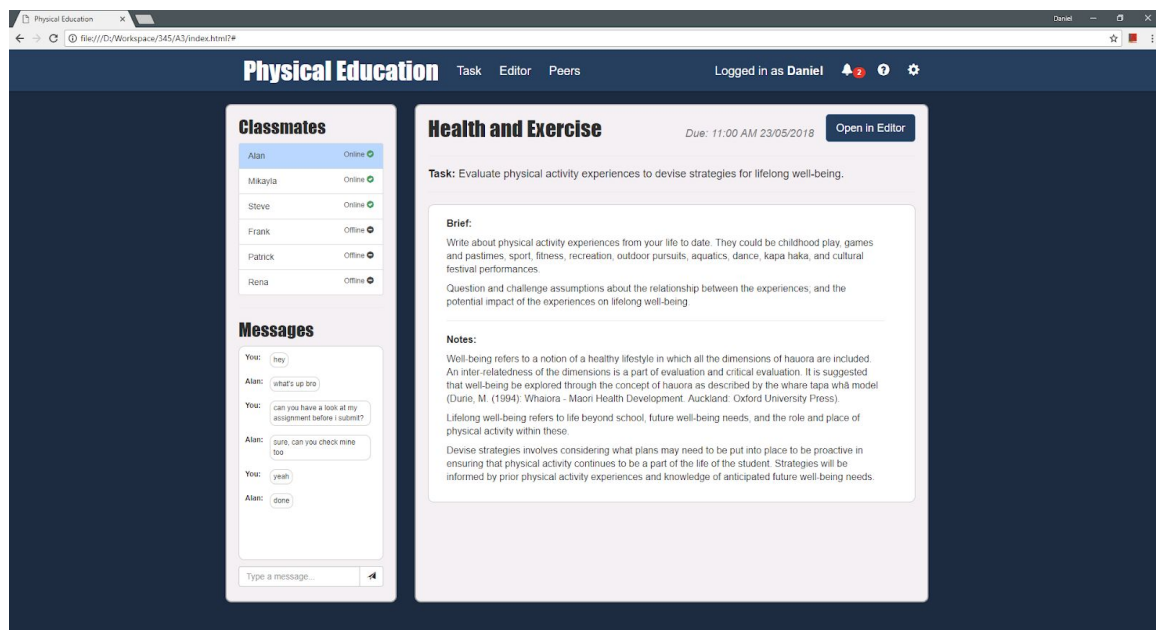 Physical Education
Daniel
file:///D:/Workspace/345/A3/index.html?#
Physical Education
Task
Editor
Peers
Logged in as Daniel
2
Classmates
Alan Online
Mikayla Online
Steve Online
Frank Offline
Patrick Offline
Rena Offline
Messages
You: hey
Alan: what's up bro
You: can you have a look at my
assignment before i submit?
Alan: sure, can you check mine
too
You: yeah
Alan: done
Type a message...
Health and Exercise
Due: 11:00 AM 23/05/2018
Open in Editor
Task: Evaluate physical activity experiences to devise strategies for lifelong well-being.
Brief:
Write about physical activity experiences from your life to date. They could be childhood play, games
and pastimes, sport, fitness, recreation, outdoor pursuits, aquatics, dance, kapa haka, and cultural
festival performances.
Question and challenge assumptions about the relationship between the experiences, and the
potential impact of the experiences on lifelong well-being.
Notes:
Well-being refers to a notion of a healthy lifestyle in which all the dimensions of hauora are included.
An inter-relatedness of the dimensions is a part of evaluation and critical evaluation. It is suggested
that well-being be explored through the concept of hauora as described by the whare tapa whā model
(Durie, M. (1994): Whaiora - Maori Health Development. Auckland: Oxford University Press).
Lifelong well-being refers to life beyond school, future well-being needs, and the role and place of
physical activity within these.
Devise strategies involves considering what plans may need to be put into place to be proactive in
ensuring that physical activity continues to be a part of the life of the student. Strategies will be
informed by prior physical activity experiences and knowledge of anticipated future well-being needs.